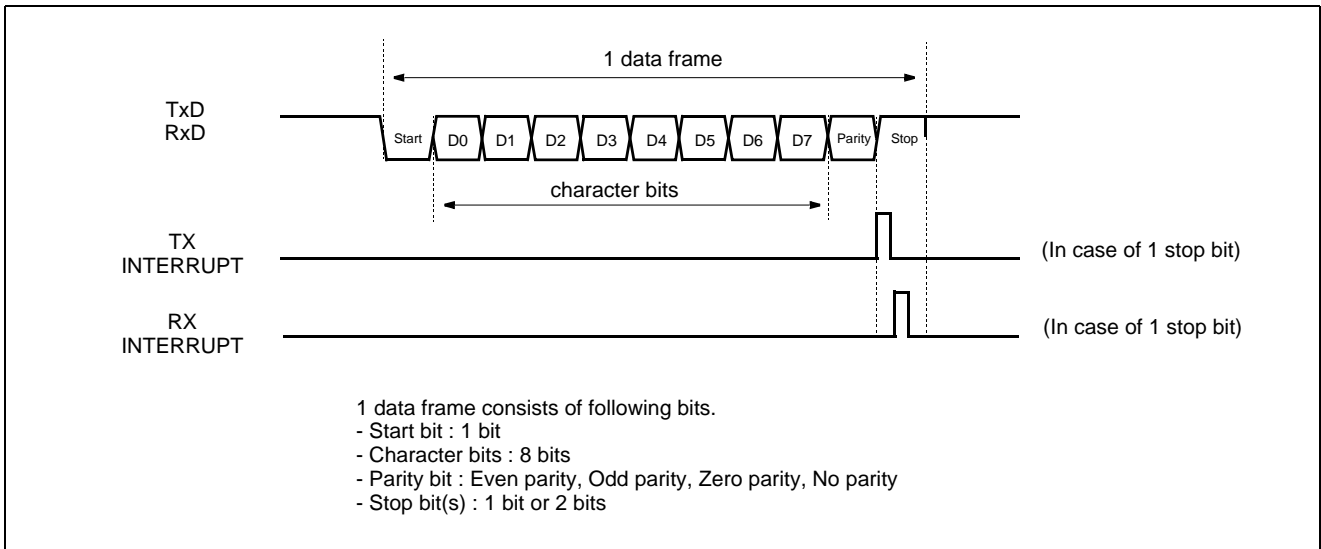 1 data frame
TxD
RxD
Start D0 D1 D2 D3 D4 D5 D6 D7 Parity Stop
character bits
TX
INTERRUPT
(In case of 1 stop bit)
RX
INTERRUPT
(In case of 1 stop bit)
1 data frame consists of following bits.
- Start bit : 1 bit
- Character bits : 8 bits
- Parity bit : Even parity, Odd parity, Zero parity, No parity
- Stop bit(s) : 1 bit or 2 bits